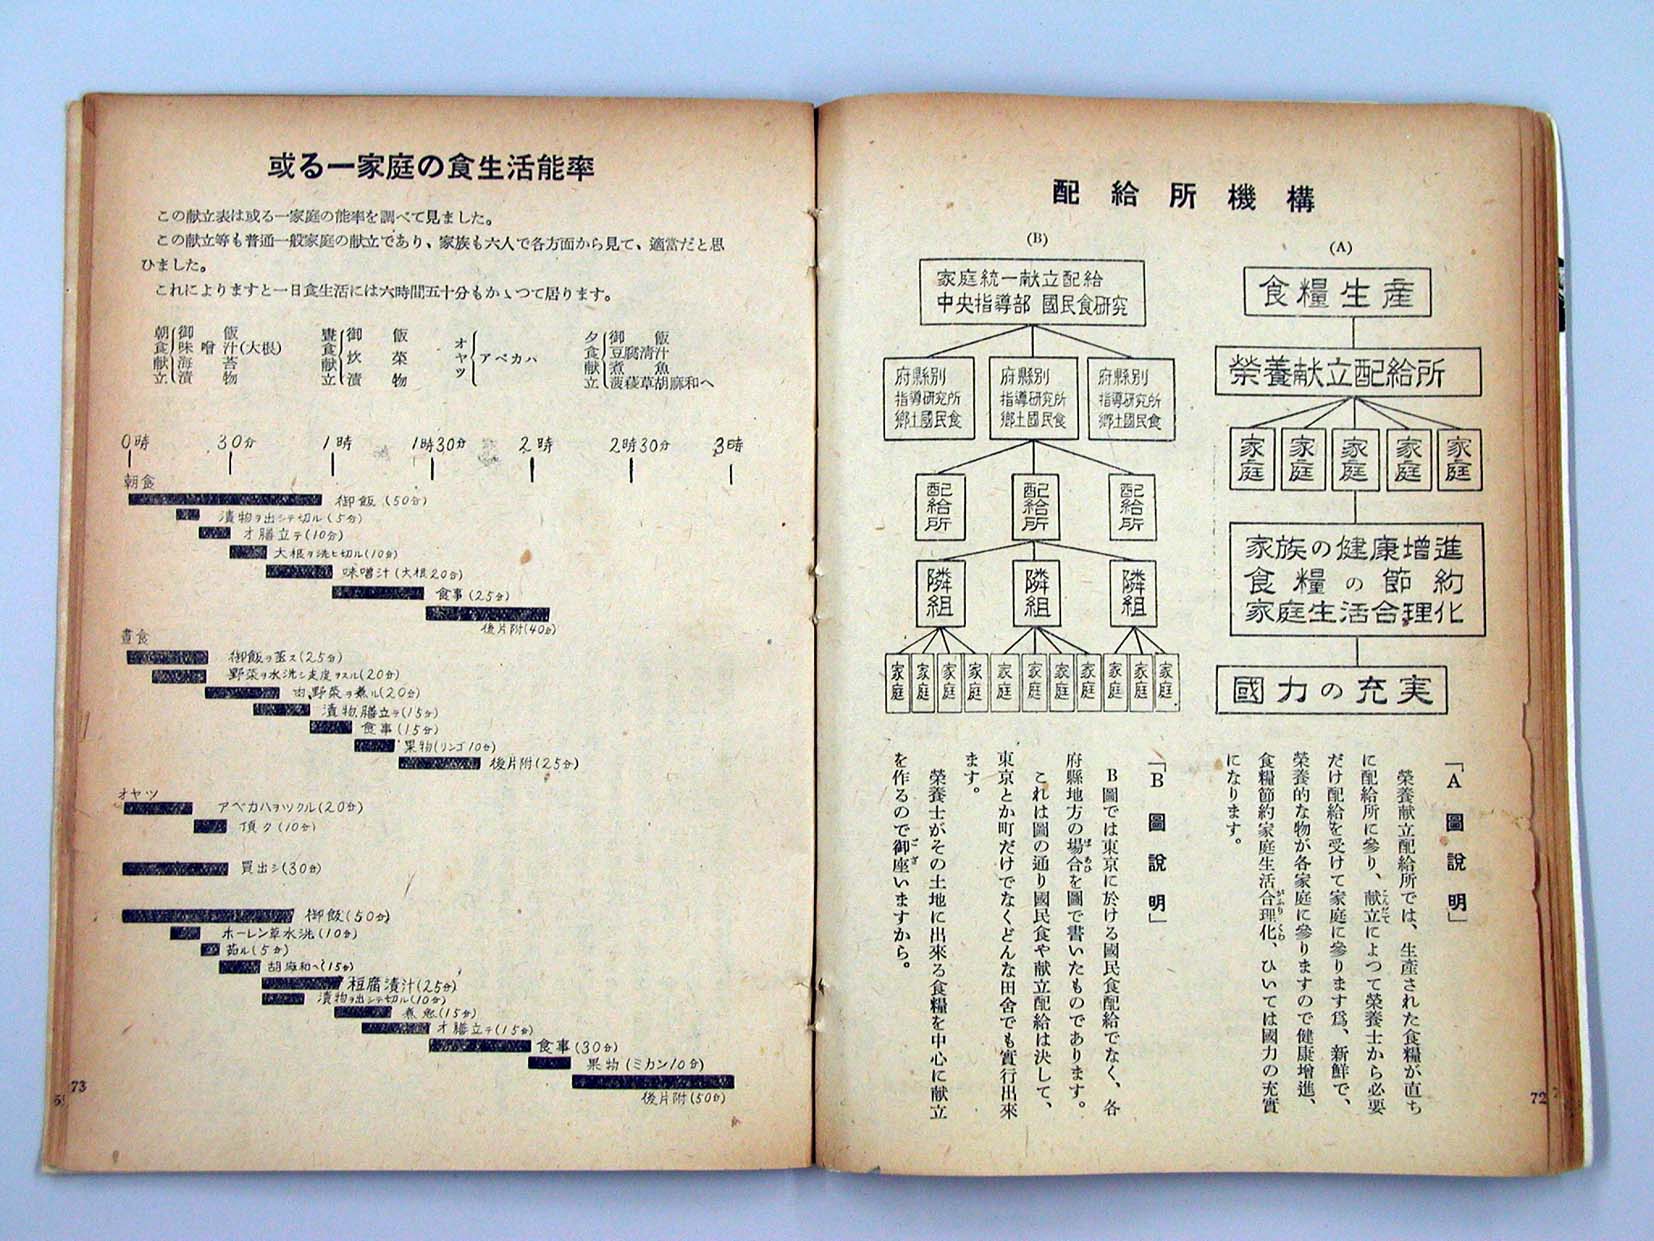 配給所機構
(A)
食糧生産
榮養献立配給所
家庭 家庭 家庭 家庭 家庭
家族の健康増進
食糧の節約
家庭生活合理化
國力の充実
(B)
家庭統一献立配給
中央指導部 國民食研究
府縣別 府縣別 府縣別
指導研究所 指導研究所 指導研究所
郷土國民食 郷土國民食 郷土國民食
配給所 配給所 配給所
隣組 隣組 隣組
家庭 家庭 家庭 家庭 家庭 家庭 家庭 家庭 家庭 家庭 家庭
「A圖說明」
榮養献立配給所では、生產された食糧が直ち
に配給所に參り、献立によつて榮養士から必要
だけ配給を受けて家庭に參ります爲、新鮮で、
榮養的な物が各家庭に參りますので健康增進、
食糧節約家庭生活合理化、ひいては國力の充實
になります。
「B圖說明」
B圖では東京に於ける國民食配給でなく、各
府縣地方の場合を圖で書いたものであります。
これは圖の通り國民食や献立配給は決して、
東京とか町だけでなくどんな田舍でも實行出來
ます。
榮養士がその土地に出來る食糧を中心に献立
を作るので御座いますから。
72
或る一家庭の食生活能率
この献立表は或る一家庭の能率を調べて見ました。
この献立等も普通一般家庭の献立であり、家族も六人で各方面から見て、適當だと思
ひました。
これによりますと一日食生活には六時間五十分もかゝつて居ります。
朝食献立
御飯
味噌汁(大根)
海苔
漬物
晝食献立
御飯
炊菜
漬物
オヤツ
アベカハ
夕食献立
御飯
豆腐清汁
煮魚
菠薐草胡麻和へ
0時 30分 1時 1時30分 2時 2時30分 3時
朝食
御飯(50分)
漬物ヲ出シテ切ル(5分)
オ膳立テ(10分)
大根ヲ洗ヒ切ル(10分)
味噌汁(大根20分)
食事(25分)
後片附(40分)
晝食
御飯ヲ蒸ス(25分)
野菜ヲ水洗シ支度ヲスル(20分)
肉野菜ヲ煮ル(20分)
漬物膳立テ(15分)
食事(15分)
果物(リンゴ10分)
後片附(25分)
オヤツ
アベカハヲツクル(20分)
頂ク(10分)
買出シ(30分)
御飯(50分)
ホーレン草水洗(10分)
茹ル(5分)
胡麻和ヘ(15分)
豆腐漬汁(25分)
漬物ヲ出シテ切ル(10分)
煮魚(15分)
オ膳立テ(15分)
食事(30分)
果物(ミカン10分)
後片附(50分)
73